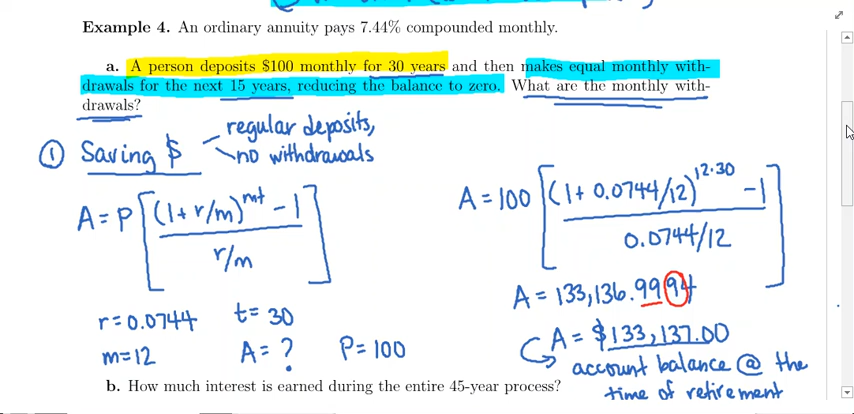 Example 4. An ordinary annuity pays 7.44% compounded monthly.
a. A person deposits $100 monthly for 30 years and then makes equal monthly with-
drawals for the next 15 years, reducing the balance to zero. What are the monthly with-
drawals?
① Saving $
regular deposits,
no withdrawals
A = P [ ((1 + r/m)^mt - 1) / (r/m) ]
r = 0.0744 t = 30
m = 12 A = ? P = 100
A = 100 [ ((1 + 0.0744/12)^12·30 - 1) / (0.0744/12) ]
A = 133,136.9994
A = $133,137.00
account balance @ the
time of retirement
b. How much interest is earned during the entire 45-year process?